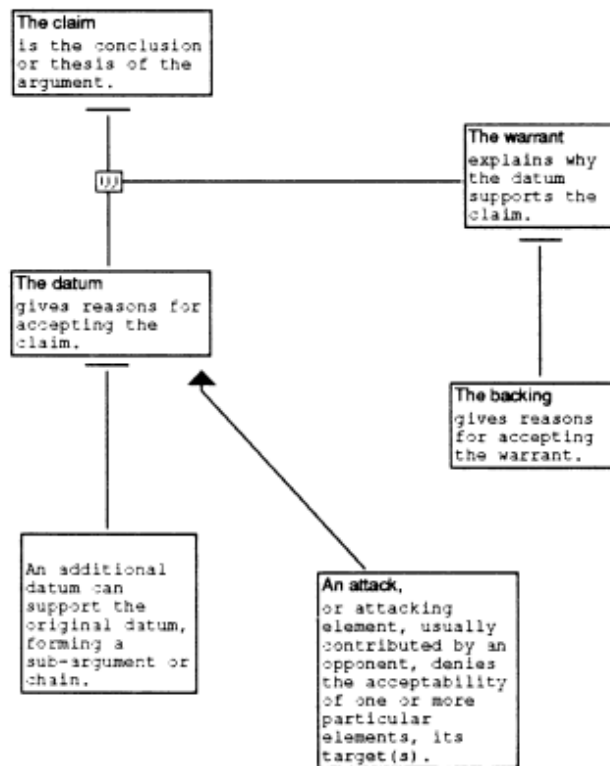 The claim
is the conclusion
or thesis of the
argument.
The warrant
explains why
the datum
supports the
claim.
The datum
gives reasons for
accepting the
claim.
The backing
gives reasons
for accepting
the warrant.
An additional
datum can
support the
original datum,
forming a
sub-argument or
chain.
An attack,
or attacking
element, usually
contributed by an
opponent, denies
the acceptability
of one or more
particular
elements, its
target(s).